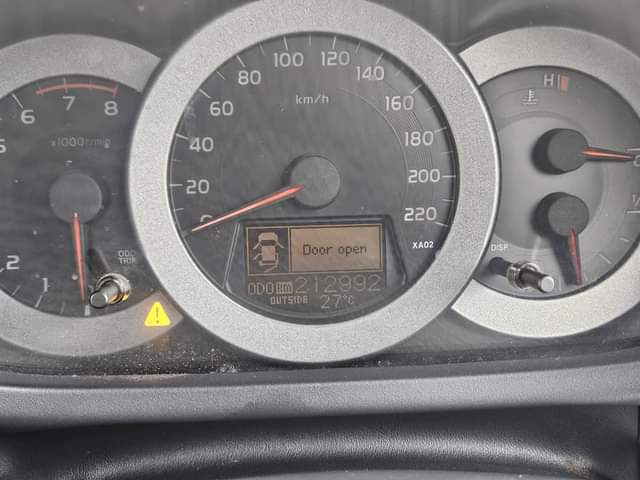 7 8
6
x1000r/min
2
1
ODO
TRIP
0 20 40 60 80 100 120 140 160 180 200 220
km/h
XA02
Door open
ODO km 212992
OUTSIDE 27°C
H
DISP